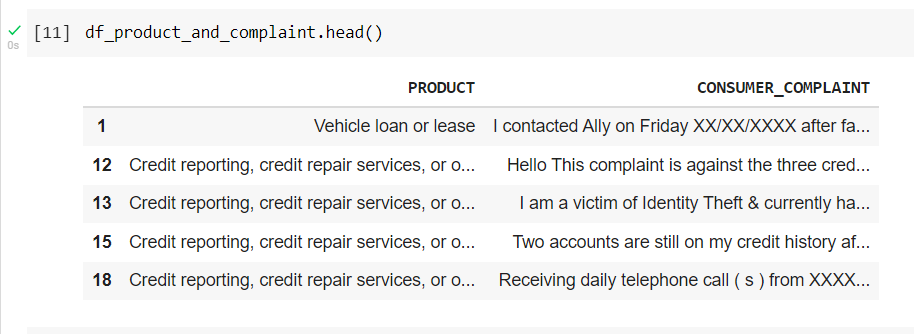 [11] df_product_and_complaint.head()
0s
PRODUCT CONSUMER_COMPLAINT
1 Vehicle loan or lease I contacted Ally on Friday XX/XX/XXXX after fa...
12 Credit reporting, credit repair services, or o... Hello This complaint is against the three cred...
13 Credit reporting, credit repair services, or o... I am a victim of Identity Theft & currently ha...
15 Credit reporting, credit repair services, or o... Two accounts are still on my credit history af...
18 Credit reporting, credit repair services, or o... Receiving daily telephone call ( s ) from XXXX...